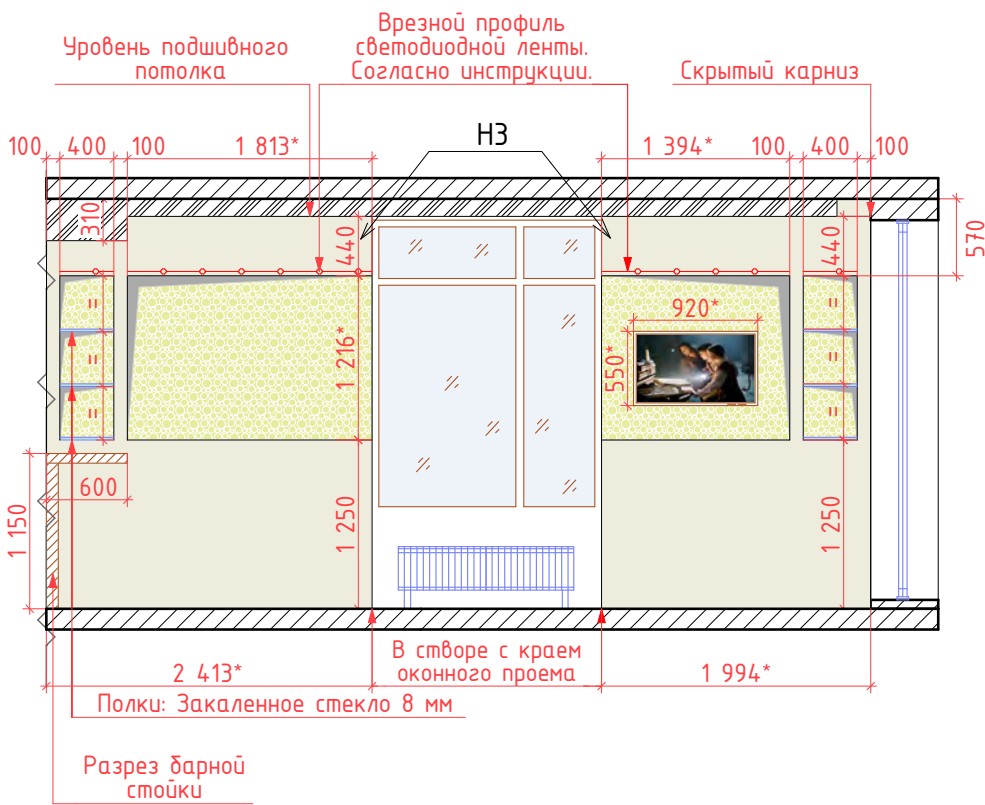 Врезной профиль
светодиодной ленты.
Согласно инструкции.
Уровень подшивного
потолка
Скрытый карниз
НЗ
100 400 100 1 813* 1 394* 100 400 100
310
440
440
570
=
=
=
1 216*
920*
550*
=
=
=
600
1 150
1 250
1 250
В створе с краем
оконного проема
2 413*
1 994*
Полки: Закаленное стекло 8 мм
Разрез барной
стойки